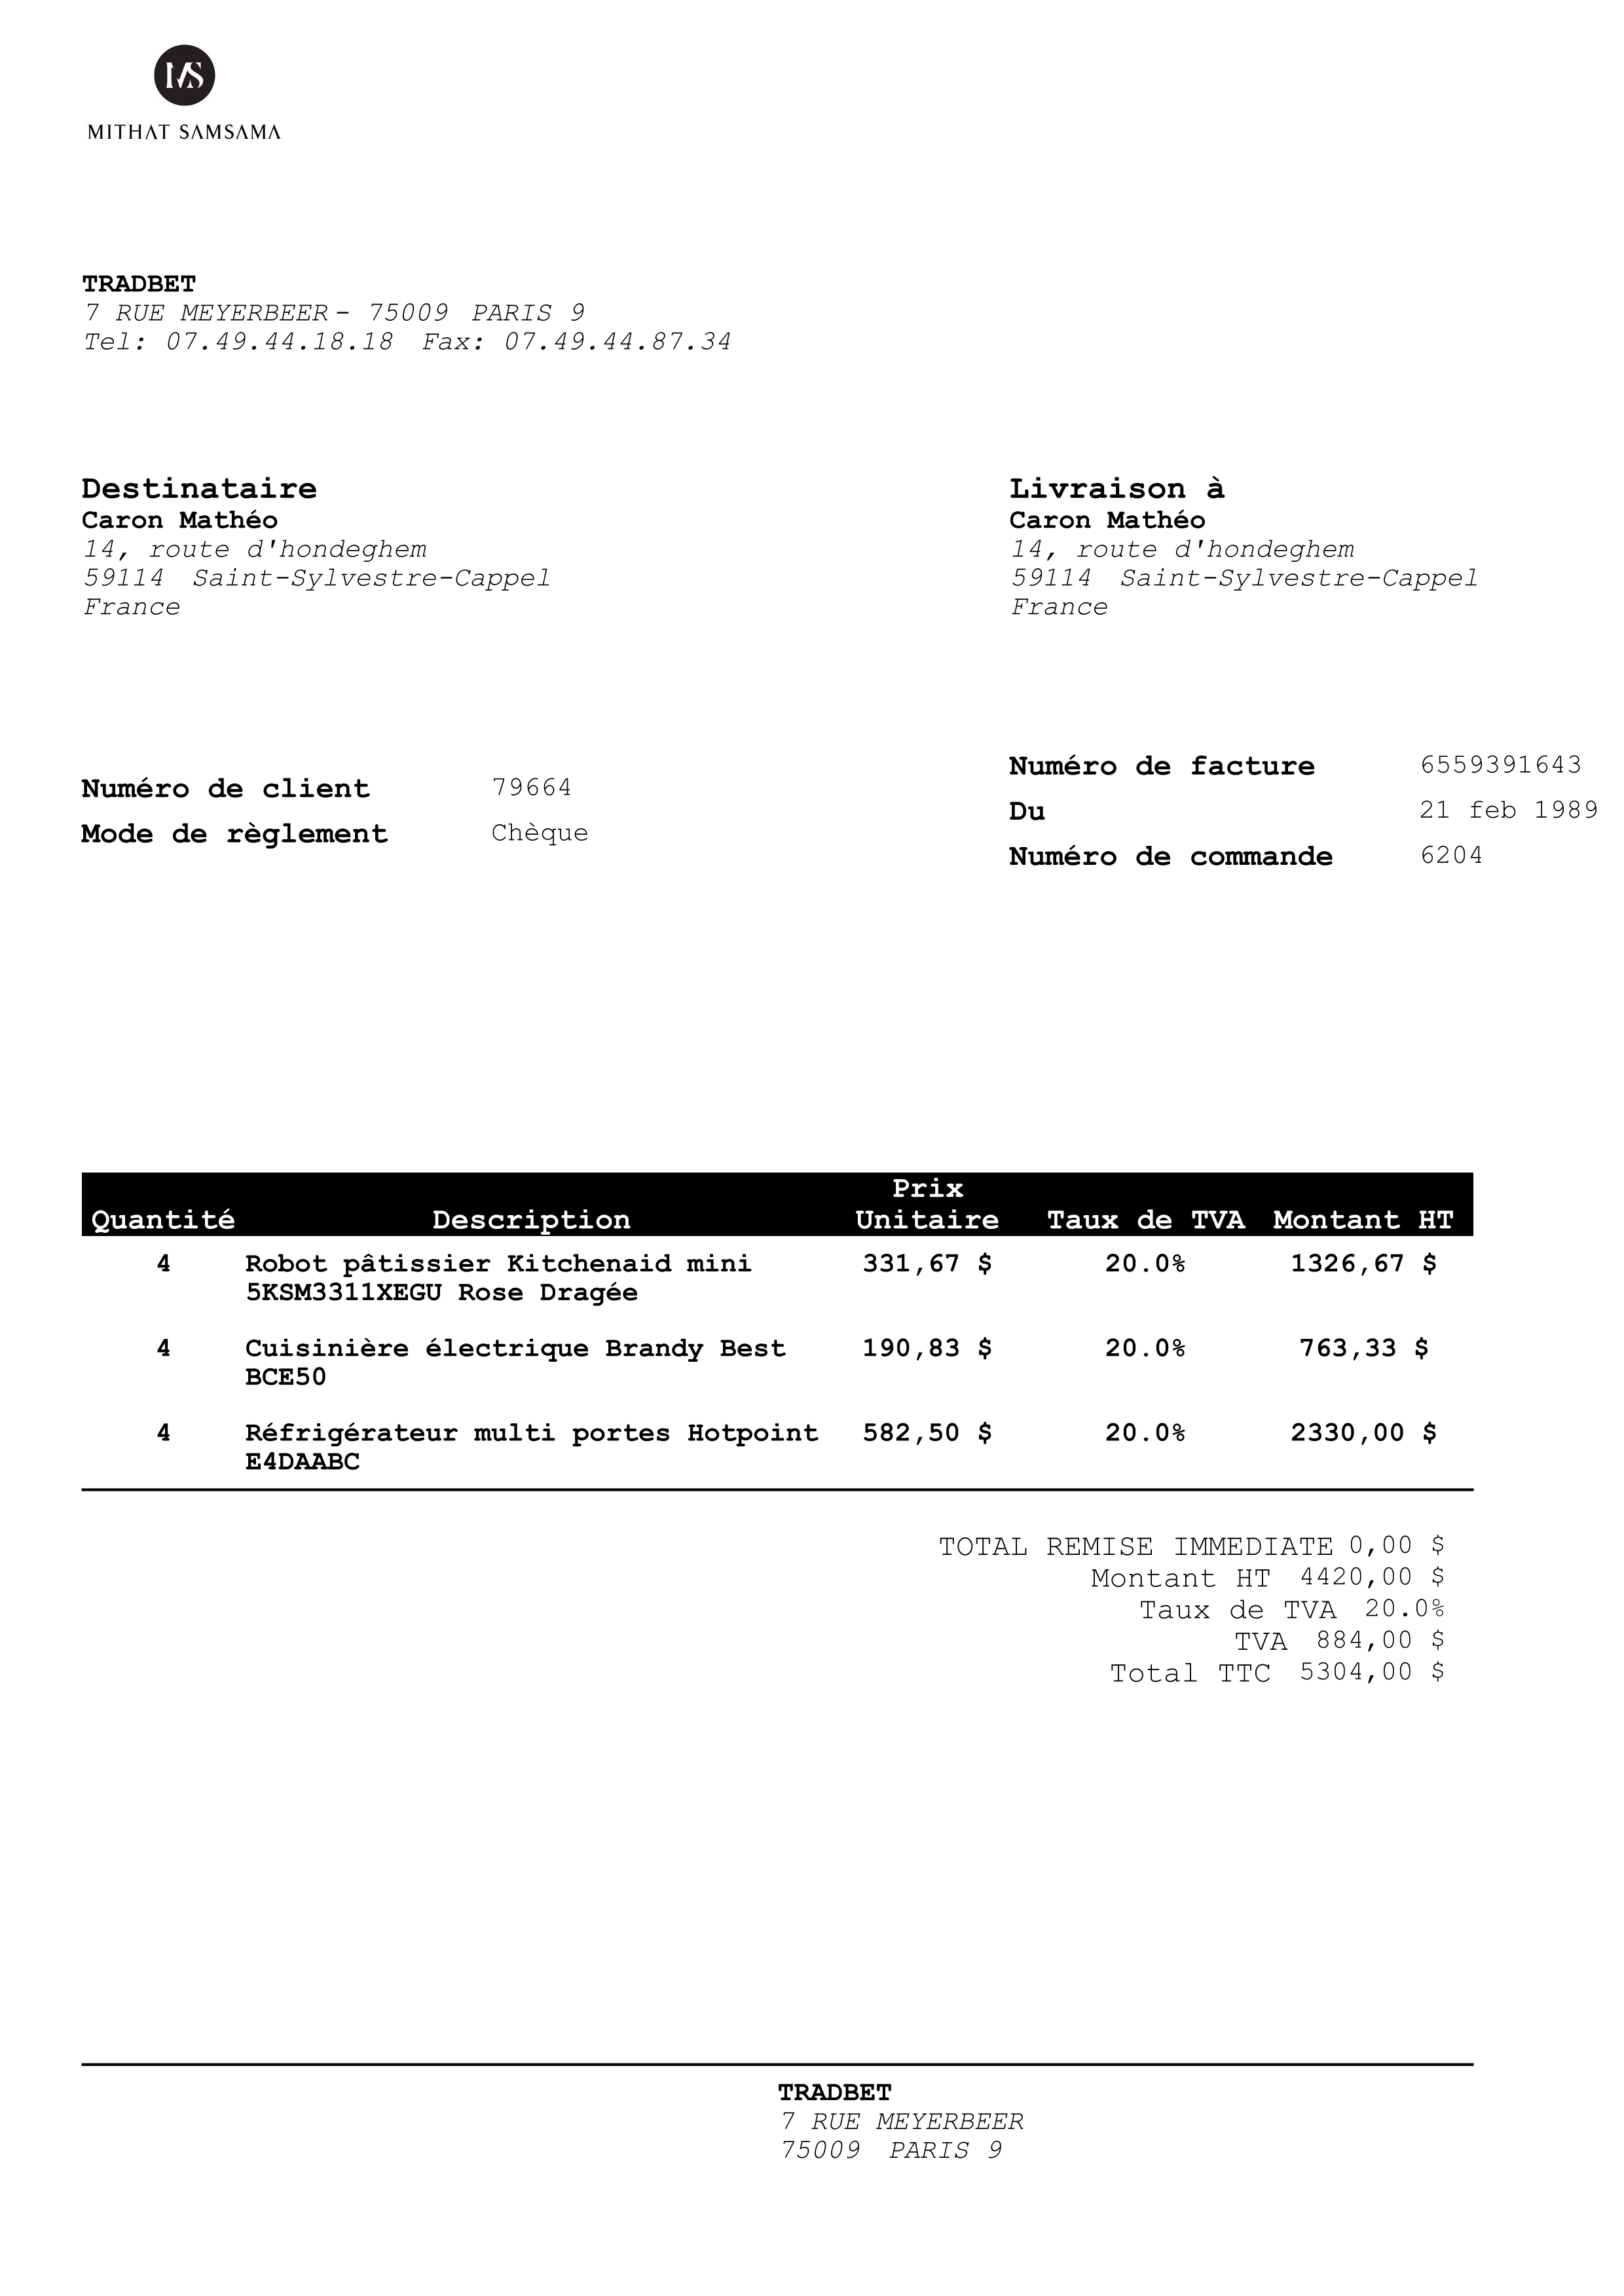 MS
MITHAT SAMSAMA
TRADBET
7 RUE MEYERBEER - 75009 PARIS 9
Tel: 07.49.44.18.18 Fax: 07.49.44.87.34
Destinataire
Caron Mathéo
14, route d'hondeghem
59114 Saint-Sylvestre-Cappel
France
Livraison à
Caron Mathéo
14, route d'hondeghem
59114 Saint-Sylvestre-Cappel
France
Numéro de client 79664
Mode de règlement Chèque
Numéro de facture 6559391643
Du 21 feb 1989
Numéro de commande 6204
Quantité Description Prix Unitaire Taux de TVA Montant HT
4 Robot pâtissier Kitchenaid mini 331,67 $ 20.0% 1326,67 $
5KSM3311XEGU Rose Dragée
4 Cuisinière électrique Brandy Best 190,83 $ 20.0% 763,33 $
BCE50
4 Réfrigérateur multi portes Hotpoint 582,50 $ 20.0% 2330,00 $
E4DAABC
TOTAL REMISE IMMEDIATE 0,00 $
Montant HT 4420,00 $
Taux de TVA 20.0%
TVA 884,00 $
Total TTC 5304,00 $
TRADBET
7 RUE MEYERBEER
75009 PARIS 9